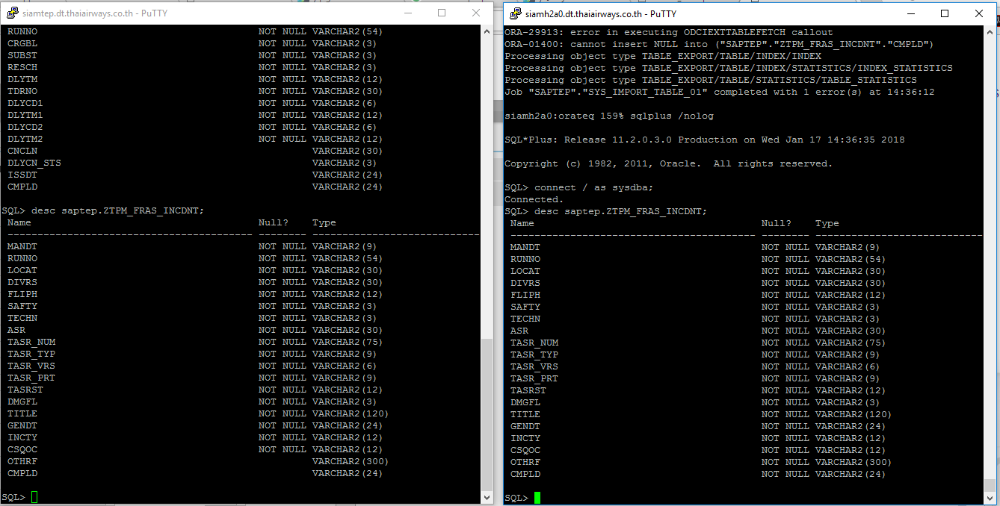 siamtep.dt.thaiairways.co.th - PuTTY
RUNNO NOT NULL VARCHAR2(54)
CRGBL NOT NULL VARCHAR2(3)
SUBST NOT NULL VARCHAR2(3)
RESCH NOT NULL VARCHAR2(3)
DLYTM NOT NULL VARCHAR2(12)
TDRNO NOT NULL VARCHAR2(30)
DLYCD1 NOT NULL VARCHAR2(6)
DLYTM1 NOT NULL VARCHAR2(12)
DLYCD2 NOT NULL VARCHAR2(6)
DLYTM2 NOT NULL VARCHAR2(12)
CNCLN VARCHAR2(30)
DLYCN_STS VARCHAR2(3)
ISSDT VARCHAR2(24)
CMPLD VARCHAR2(24)
SQL> desc saptep.ZTPM_FRAS_INCDNT;
Name Null? Type
----------------------------------------- -------- ----------------------------
MANDT NOT NULL VARCHAR2(9)
RUNNO NOT NULL VARCHAR2(54)
LOCAT NOT NULL VARCHAR2(30)
DIVRS NOT NULL VARCHAR2(30)
FLIPH NOT NULL VARCHAR2(12)
SAFTY NOT NULL VARCHAR2(3)
TECHN NOT NULL VARCHAR2(3)
ASR NOT NULL VARCHAR2(30)
TASR_NUM NOT NULL VARCHAR2(75)
TASR_TYP NOT NULL VARCHAR2(9)
TASR_VRS NOT NULL VARCHAR2(6)
TASR_PRT NOT NULL VARCHAR2(9)
TASRST NOT NULL VARCHAR2(12)
DMGFL NOT NULL VARCHAR2(3)
TITLE NOT NULL VARCHAR2(120)
GENDT NOT NULL VARCHAR2(24)
INCTY NOT NULL VARCHAR2(12)
CSQOC NOT NULL VARCHAR2(12)
OTHRF VARCHAR2(300)
CMPLD VARCHAR2(24)
SQL>
siamh2a0.dt.thaiairways.co.th - PuTTY
ORA-29913: error in executing ODCIEXTTABLEFETCH callout
ORA-01400: cannot insert NULL into ("SAPTEP"."ZTPM_FRAS_INCDNT"."CMPLD")
Processing object type TABLE_EXPORT/TABLE/INDEX/INDEX
Processing object type TABLE_EXPORT/TABLE/INDEX/STATISTICS/INDEX_STATISTICS
Processing object type TABLE_EXPORT/TABLE/STATISTICS/TABLE_STATISTICS
Job "SAPTEP"."SYS_IMPORT_TABLE_01" completed with 1 error(s) at 14:36:12
siamh2a0:orateq 159% sqlplus /nolog
SQL*Plus: Release 11.2.0.3.0 Production on Wed Jan 17 14:36:35 2018
Copyright (c) 1982, 2011, Oracle.  All rights reserved.
SQL> connect / as sysdba;
Connected.
SQL> desc saptep.ZTPM_FRAS_INCDNT;
Name Null? Type
----------------------------------------- -------- ----------------------------
MANDT NOT NULL VARCHAR2(9)
RUNNO NOT NULL VARCHAR2(54)
LOCAT NOT NULL VARCHAR2(30)
DIVRS NOT NULL VARCHAR2(30)
FLIPH NOT NULL VARCHAR2(12)
SAFTY NOT NULL VARCHAR2(3)
TECHN NOT NULL VARCHAR2(3)
ASR NOT NULL VARCHAR2(30)
TASR_NUM NOT NULL VARCHAR2(75)
TASR_TYP NOT NULL VARCHAR2(9)
TASR_VRS NOT NULL VARCHAR2(6)
TASR_PRT NOT NULL VARCHAR2(9)
TASRST NOT NULL VARCHAR2(12)
DMGFL NOT NULL VARCHAR2(3)
TITLE NOT NULL VARCHAR2(120)
GENDT NOT NULL VARCHAR2(24)
INCTY NOT NULL VARCHAR2(12)
CSQOC NOT NULL VARCHAR2(12)
OTHRF NOT NULL VARCHAR2(300)
CMPLD NOT NULL VARCHAR2(24)
SQL>